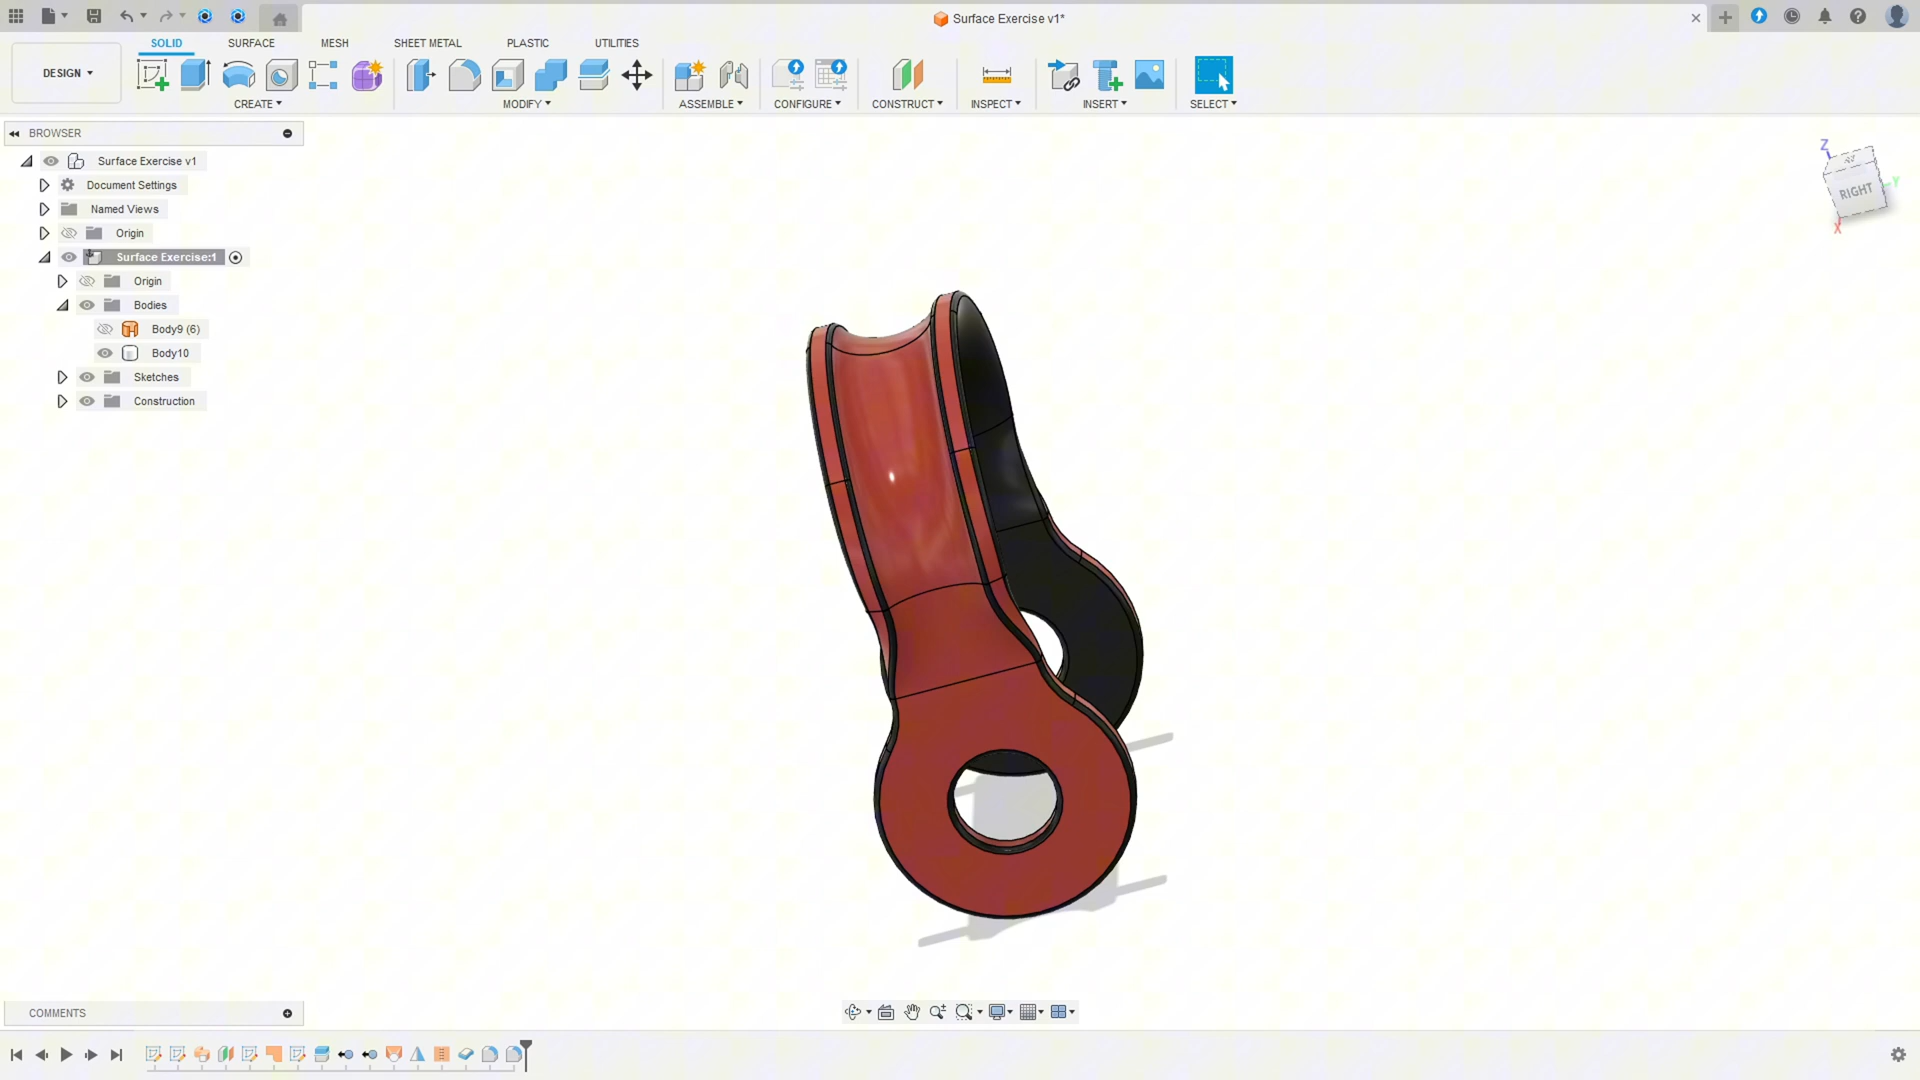 Surface Exercise v1*
SOLID SURFACE MESH SHEET METAL PLASTIC UTILITIES
DESIGN
CREATE MODIFY ASSEMBLE CONFIGURE CONSTRUCT INSPECT INSERT SELECT
BROWSER
Surface Exercise v1
Document Settings
Named Views
Origin
Surface Exercise:1
Origin
Bodies
Body9 (6)
Body10
Sketches
Construction
Z
RIGHT
Y
X
COMMENTS